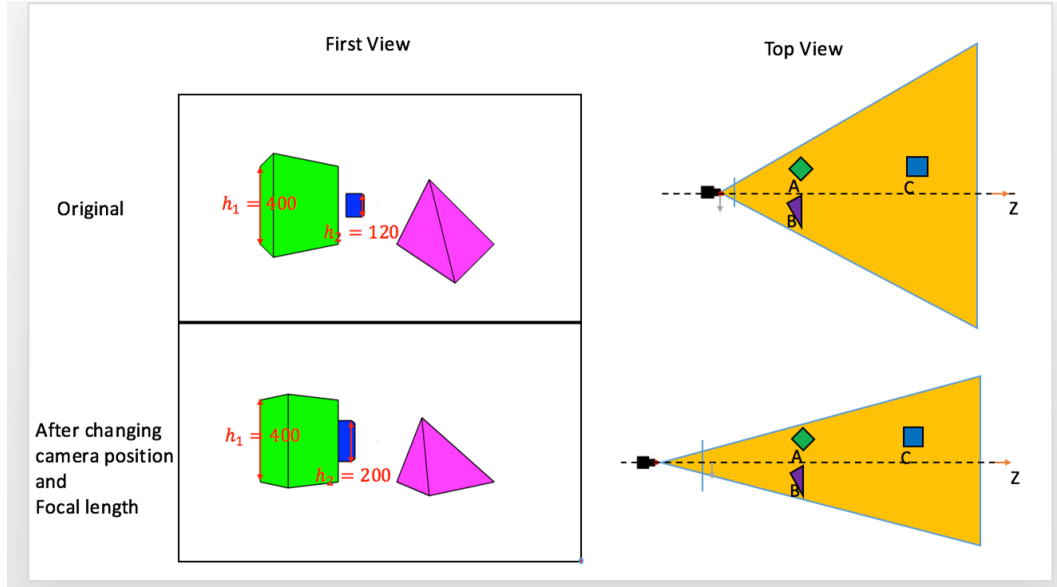 First View
Top View
Original
h₁ = 400
h₂ = 120
A
B
C
Z
After changing
camera position
and
Focal length
h₁ = 400
h₂ = 200
A
B
C
Z